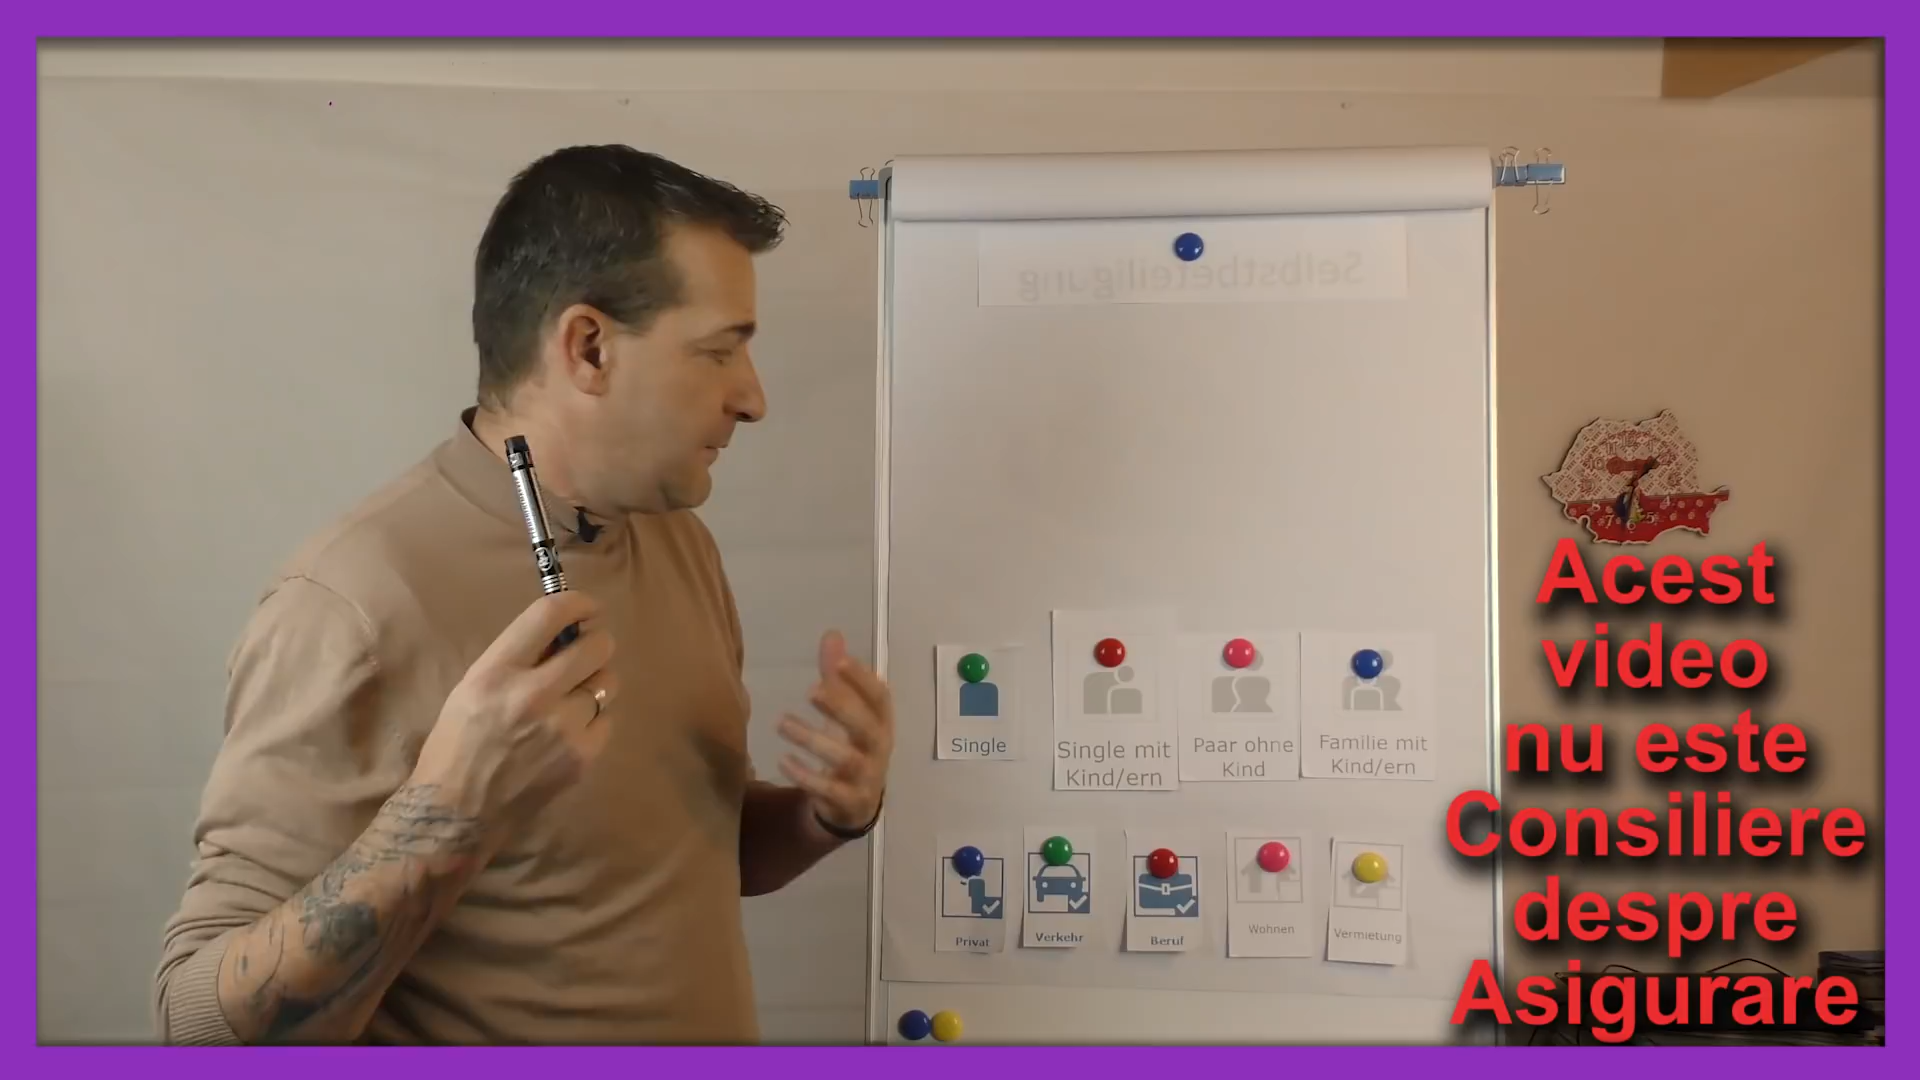 Selbstbeteiligung
Single
Single mit
Kind/ern
Paar ohne
Kind
Familie mit
Kind/ern
Privat
Verkehr
Beruf
Wohnen
Vermietung
Acest
video
nu este
Consiliere
despre
Asigurare